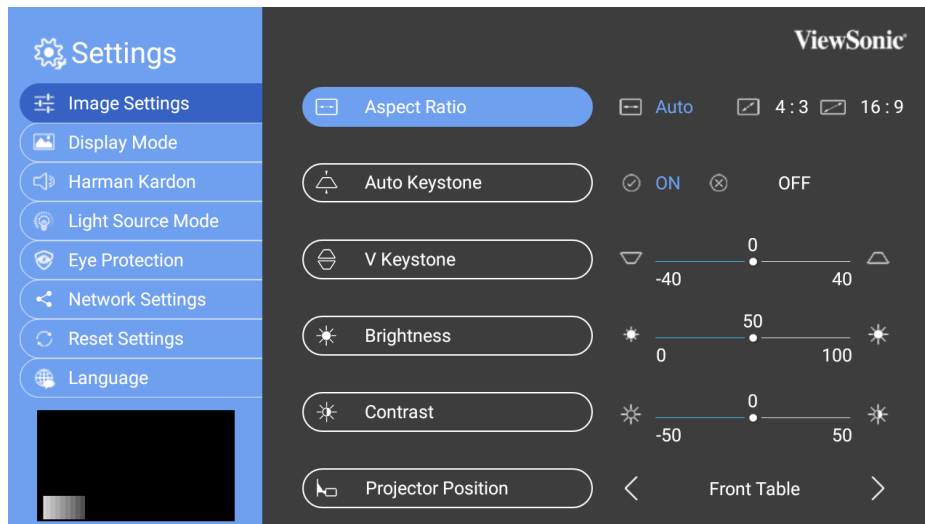 Settings
ViewSonic
Image Settings
Display Mode
Harman Kardon
Light Source Mode
Eye Protection
Network Settings
Reset Settings
Language
Aspect Ratio
Auto 4 : 3 16 : 9
Auto Keystone
ON OFF
V Keystone
0
-40 40
Brightness
50
0 100
Contrast
0
-50 50
Projector Position
Front Table